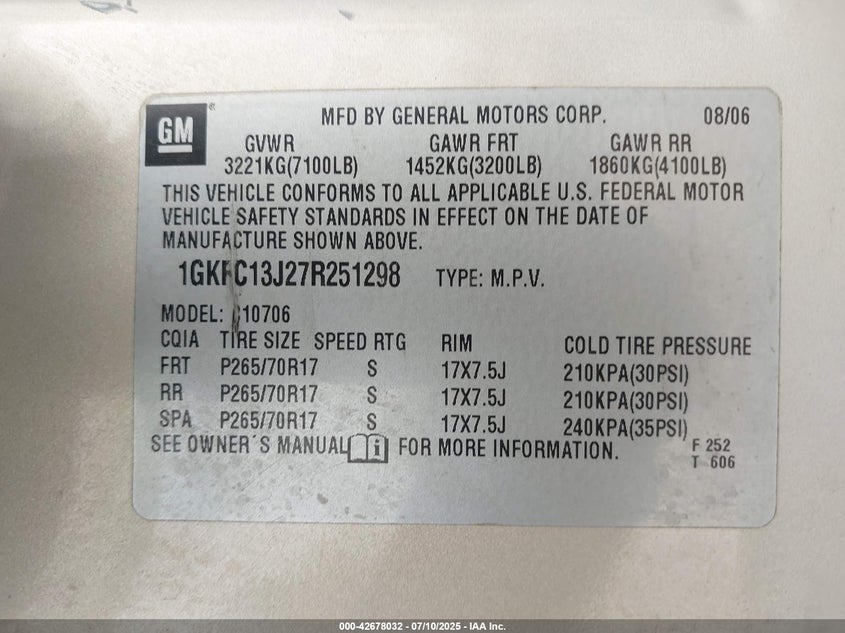 GM ®
MFD BY GENERAL MOTORS CORP. 08/06
GVWR GAWR FRT GAWR RR
3221KG(7100LB) 1452KG(3200LB) 1860KG(4100LB)
THIS VEHICLE CONFORMS TO ALL APPLICABLE U.S. FEDERAL MOTOR
VEHICLE SAFETY STANDARDS IN EFFECT ON THE DATE OF
MANUFACTURE SHOWN ABOVE.
1GKFC13J27R251298 TYPE: M.P.V.
MODEL: 10706
CQIA TIRE SIZE SPEED RTG RIM COLD TIRE PRESSURE
FRT P265/70R17 S 17X7.5J 210KPA(30PSI)
RR P265/70R17 S 17X7.5J 210KPA(30PSI)
SPA P265/70R17 S 17X7.5J 240KPA(35PSI)
SEE OWNER´S MANUAL FOR MORE INFORMATION.
F 252
T 606
000-42678032 - 07/10/2025 - IAA Inc.